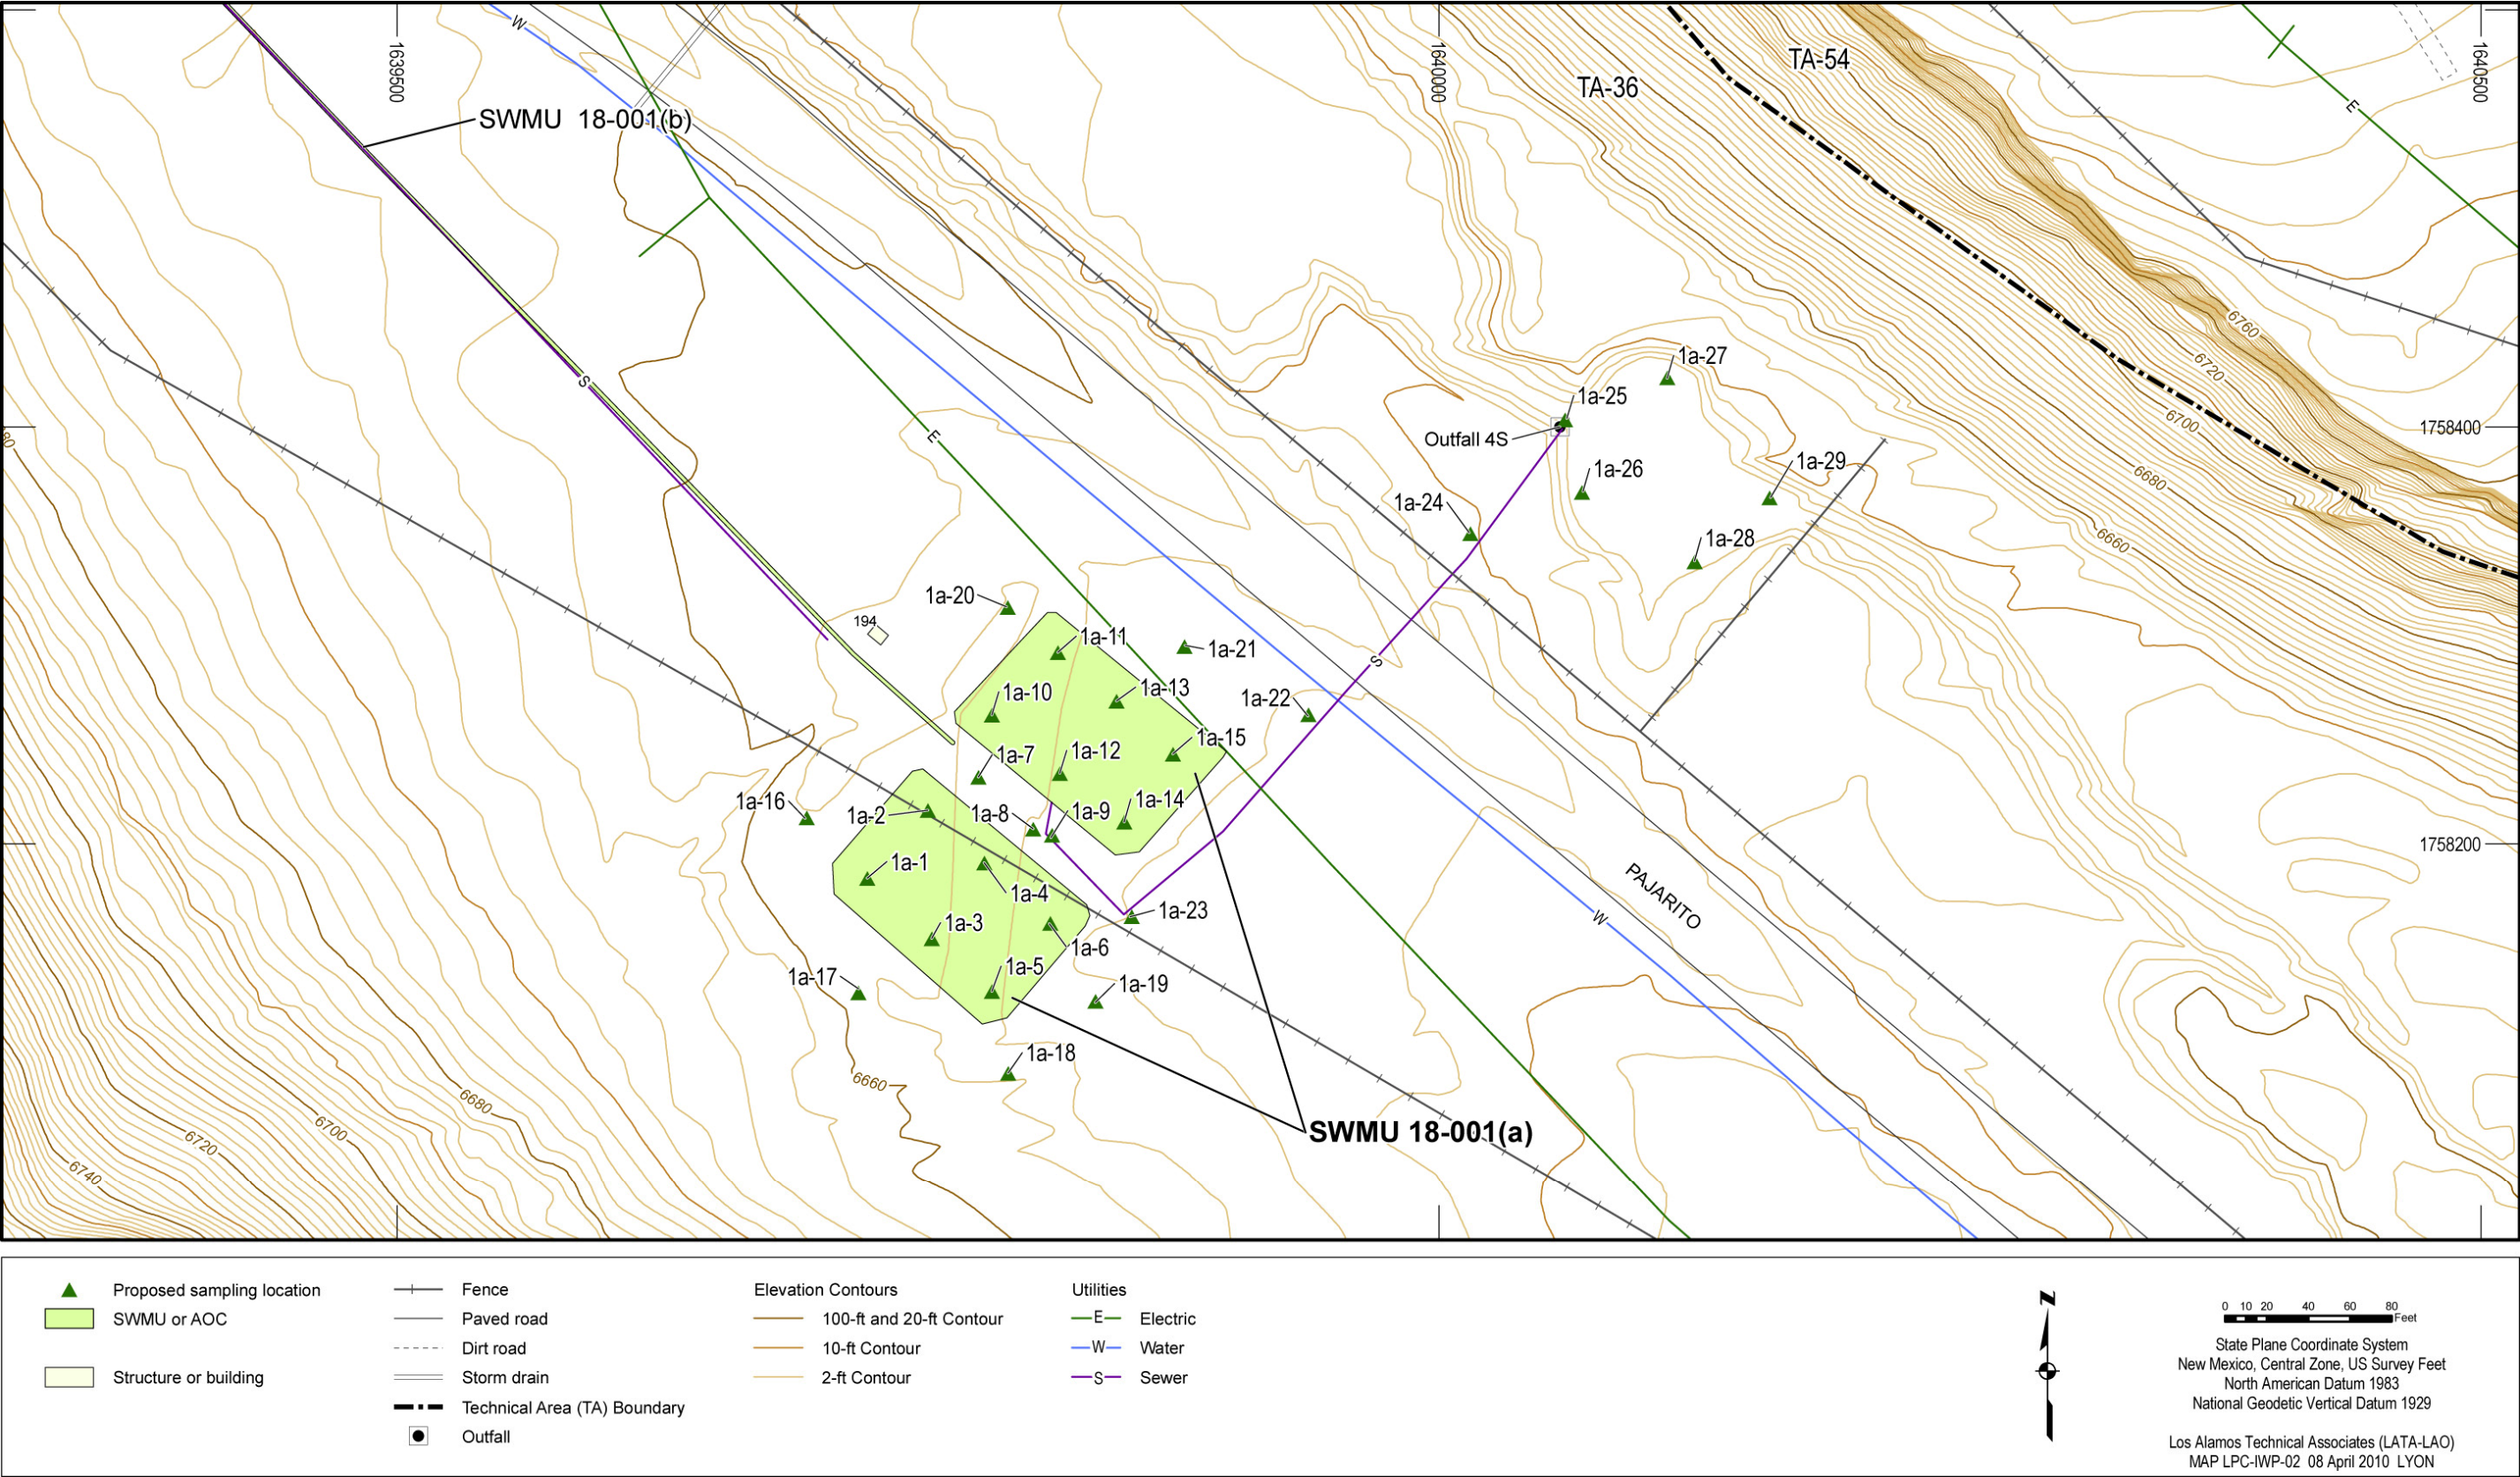 W
1639500
1640000
1640500
TA-54
TA-36
E
SWMU 18-001(b)
6760
1a-27
6720
S
1a-25
6700
1758400
80
E
Outfall 4S
1a-29
1a-26
6680
1a-24
6660
1a-28
1a-20
194
1a-11
1a-21
S
1a-13
1a-10
1a-22
1a-15
1a-12
1a-7
1a-16
1a-2
1a-8
1a-9
1a-14
1758200
1a-1
1a-4
PAJARITO
1a-23
W
1a-3
1a-6
1a-5
1a-17
1a-19
1a-18
6660
6680
6700
6720
6740
SWMU 18-001(a)
Proposed sampling location
SWMU or AOC
Structure or building
Fence
Paved road
Dirt road
Storm drain
Technical Area (TA) Boundary
Outfall
Elevation Contours
100-ft and 20-ft Contour
10-ft Contour
2-ft Contour
Utilities
E Electric
W Water
S Sewer
N
0 10 20 40 60 80
Feet
State Plane Coordinate System
New Mexico, Central Zone, US Survey Feet
North American Datum 1983
National Geodetic Vertical Datum 1929
Los Alamos Technical Associates (LATA-LAO)
MAP LPC-IWP-02 08 April 2010 LYON